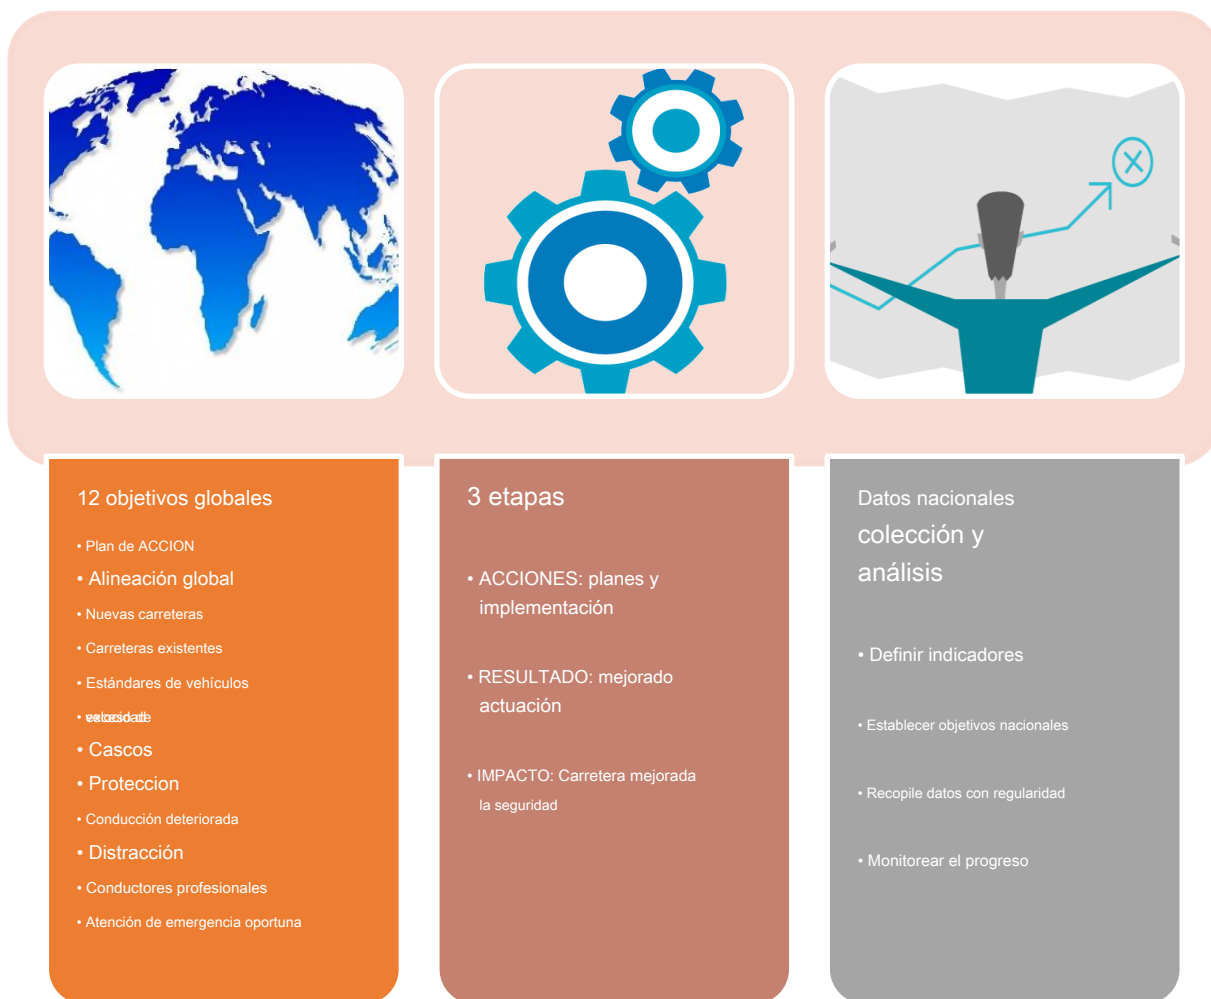 12 objetivos globales
• Plan de ACCION
• Alineación global
• Nuevas carreteras
• Carreteras existentes
• Estándares de vehículos
•
• Cascos
• Proteccion
• Conducción deteriorada
• Distracción
• Conductores profesionales
• Atención de emergencia oportuna
3 etapas
• ACCIONES: planes y
implementación
• RESULTADO: mejorado
actuación
• IMPACTO: Carretera mejorada
la seguridad
Datos nacionales
colección y
análisis
• Definir indicadores
• Establecer objetivos nacionales
• Recopile datos con regularidad
• Monitorear el progreso